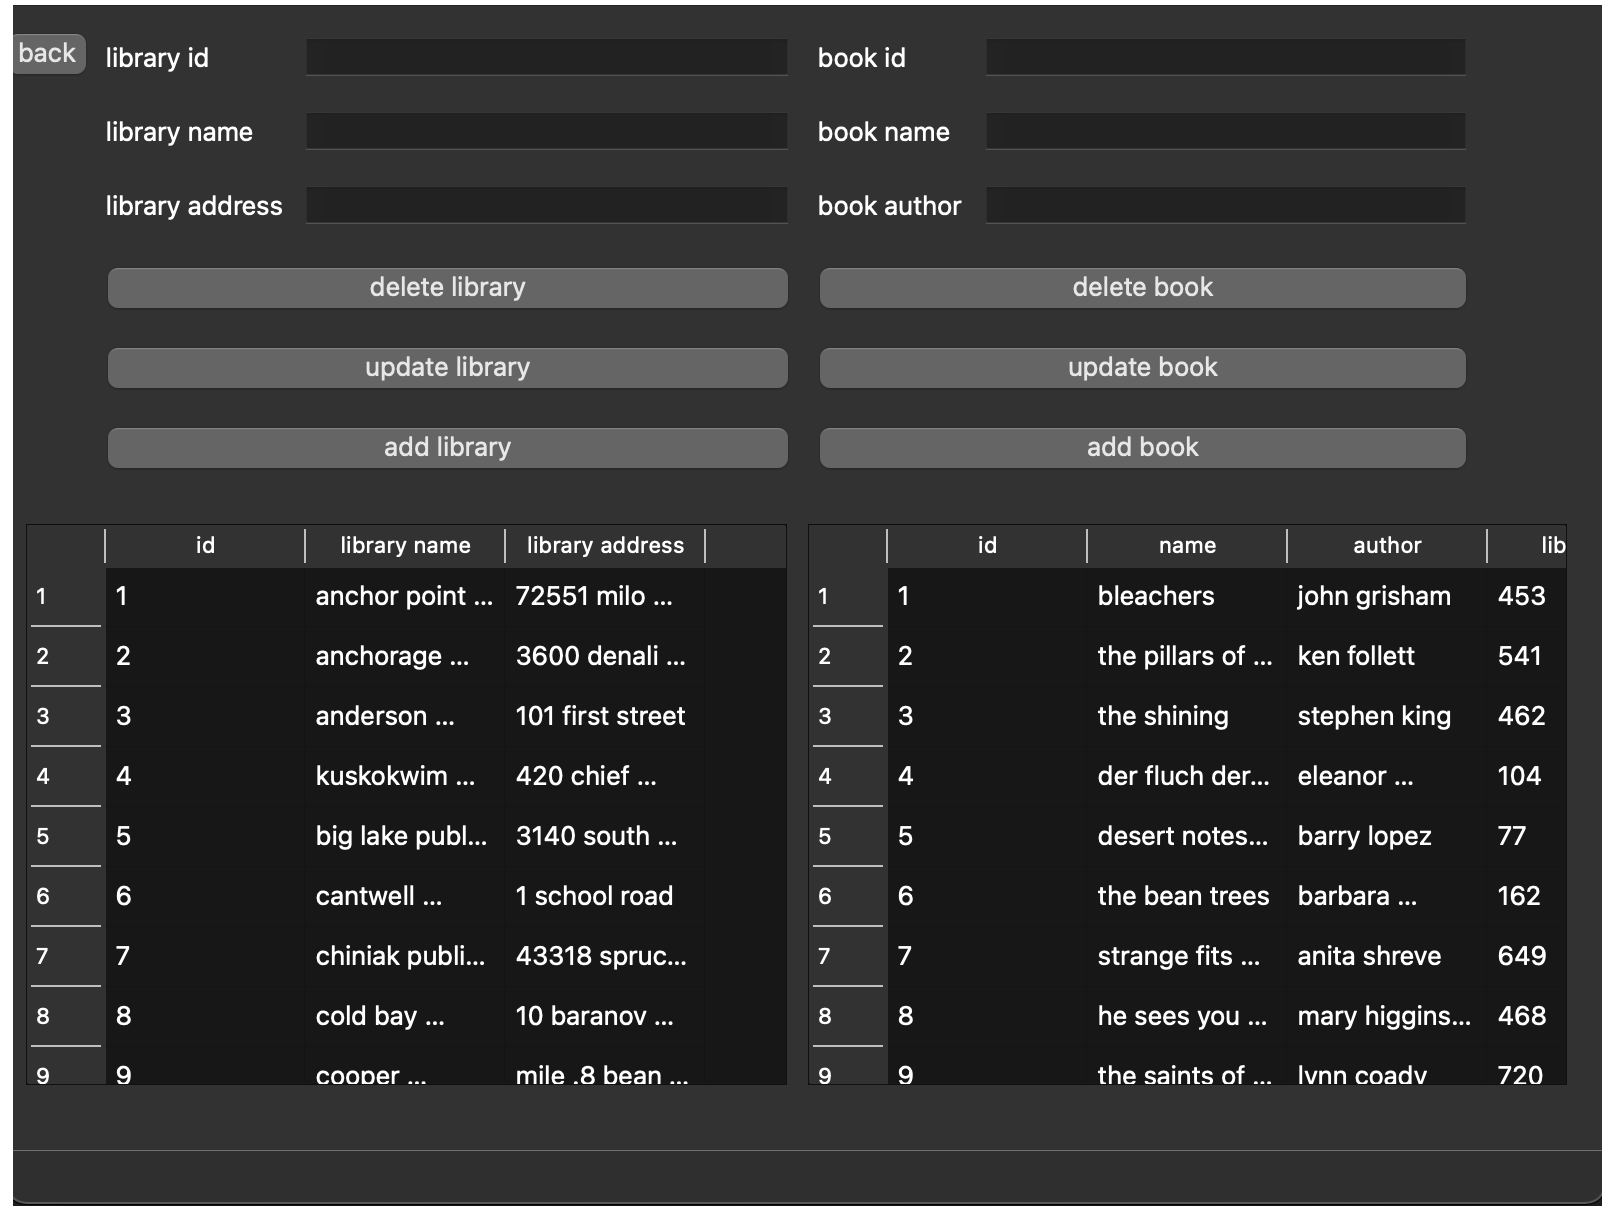 back
library id
book id
library name
book name
library address
book author
delete library
delete book
update library
update book
add library
add book
id library name library address
1 1 anchor point ... 72551 milo ...
2 2 anchorage ... 3600 denali ...
3 3 anderson ... 101 first street
4 4 kuskokwim ... 420 chief ...
5 5 big lake publ... 3140 south ...
6 6 cantwell ... 1 school road
7 7 chiniak publi... 43318 spruc...
8 8 cold bay ... 10 baranov ...
9 9 cooper ... mile .8 bean ...
id name author lib
1 1 bleachers john grisham 453
2 2 the pillars of ... ken follett 541
3 3 the shining stephen king 462
4 4 der fluch der... eleanor ... 104
5 5 desert notes... barry lopez 77
6 6 the bean trees barbara ... 162
7 7 strange fits ... anita shreve 649
8 8 he sees you ... mary higgins... 468
9 9 the saints of ... lynn coady 720